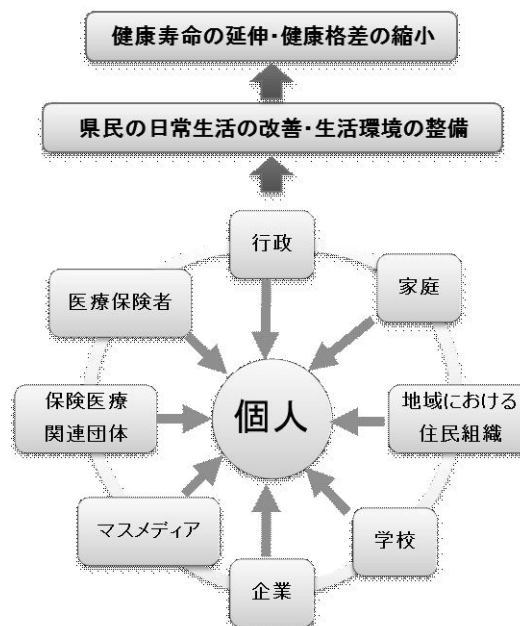 健康寿命の延伸・健康格差の縮小
県民の日常生活の改善・生活環境の整備
行政
医療保険者
家庭
保険医療
関連団体
個人
地域における
住民組織
マスメディア
学校
企業